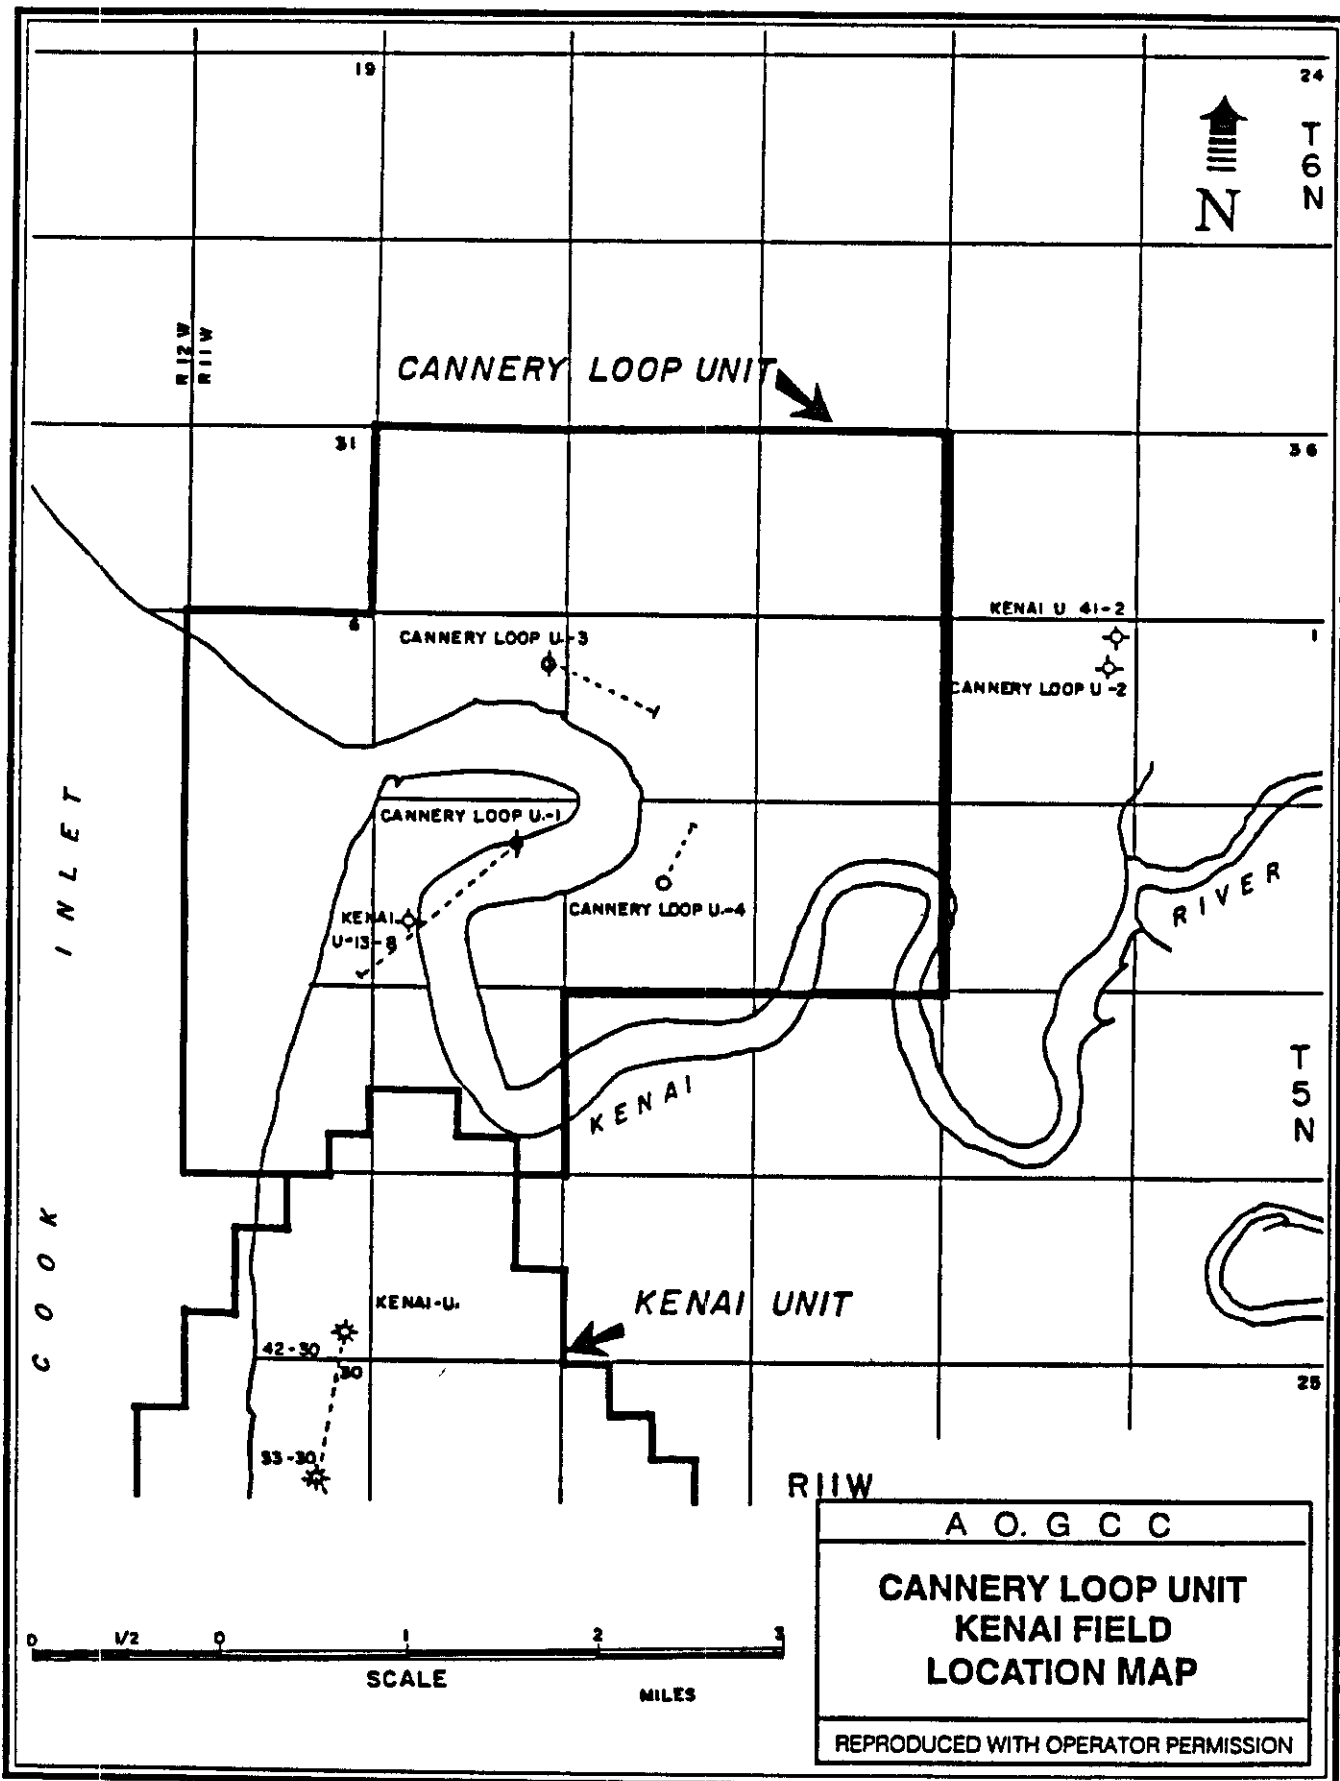 19
24
T
6
N
N
R 12 W
R 11 W
CANNERY LOOP UNIT
31
36
6
KENAI U 41-2
1
CANNERY LOOP U.-3
CANNERY LOOP U -2
CANNERY LOOP U.-1
INLET
RIVER
KENAI
U-13-8
CANNERY LOOP U.-4
T
5
N
KENAI
COOK
KENAI-U.
KENAI UNIT
42-30
30
25
33-30
R11W
A O. G C C
CANNERY LOOP UNIT
KENAI FIELD
LOCATION MAP
REPRODUCED WITH OPERATOR PERMISSION
0 1/2 0 1 2 3
SCALE
MILES